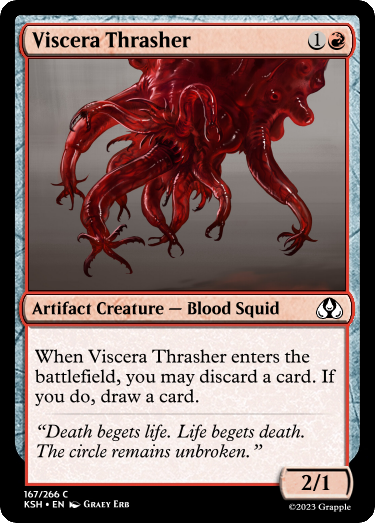 Viscera Thrasher 1
Artifact Creature — Blood Squid
When Viscera Thrasher enters the
battlefield, you may discard a card. If
you do, draw a card.
“Death begets life. Life begets death.
The circle remains unbroken.”
2/1
167/266 C
KSH • EN Graey Erb
©2023 Grapple